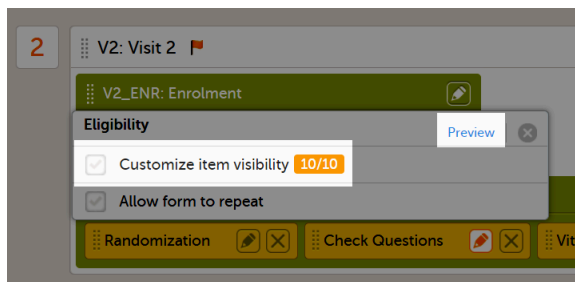 2
V2: Visit 2
V2_ENR: Enrolment
Eligibility
Preview
Customize item visibility 10/10
Allow form to repeat
Randomization
Check Questions
Vit